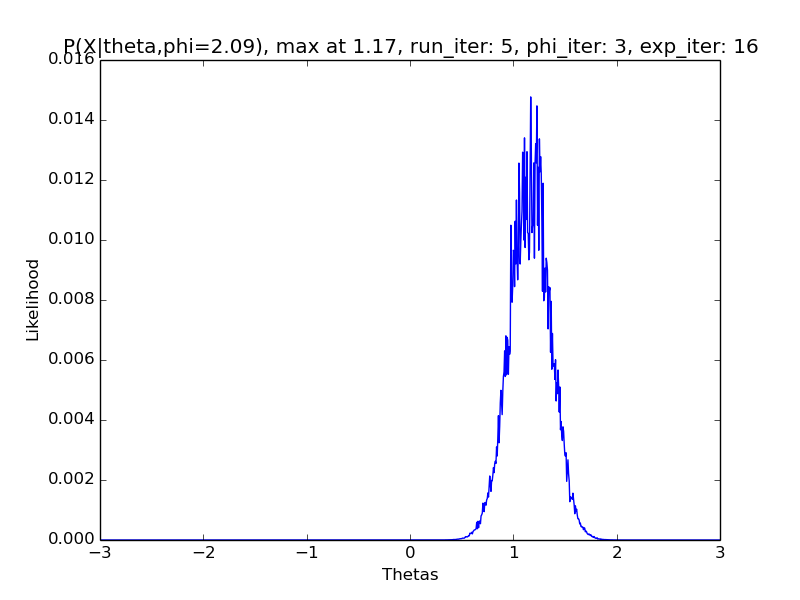 P(X|theta,phi=2.09), max at 1.17, run_iter: 5, phi_iter: 3, exp_iter: 16
0.016
0.014
0.012
0.010
0.008
0.006
0.004
0.002
0.000
Likelihood
−3 −2 −1 0 1 2 3
Thetas